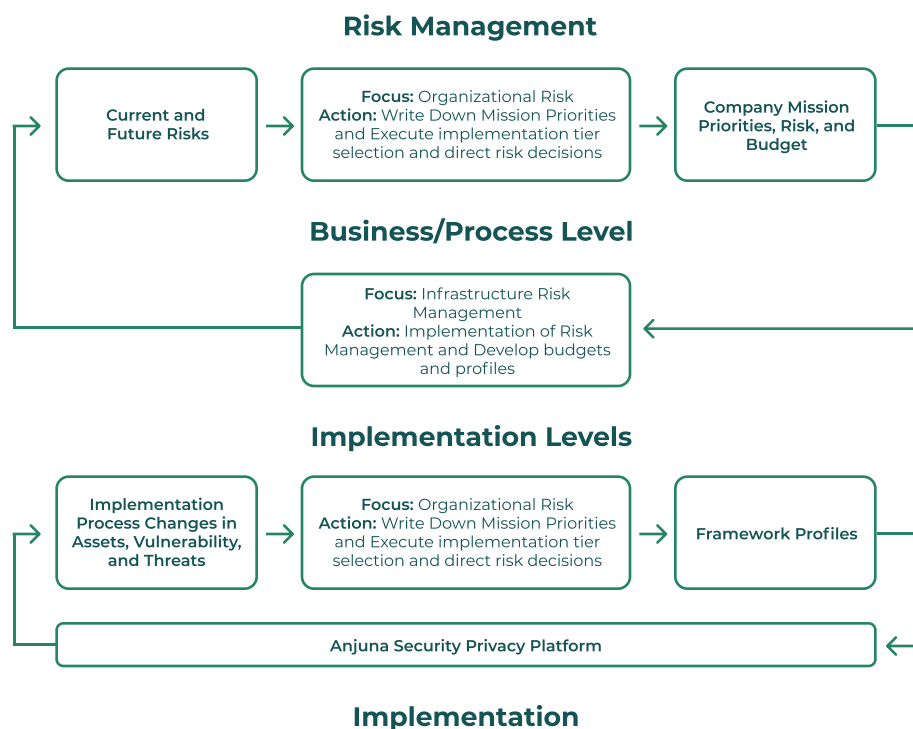 Risk Management
Current and
Future Risks
Focus: Organizational Risk
Action: Write Down Mission Priorities
and Execute implementation tier
selection and direct risk decisions
Company Mission
Priorities, Risk, and
Budget
Business/Process Level
Focus: Infrastructure Risk
Management
Action: Implementation of Risk
Management and Develop budgets
and profiles
Implementation Levels
Implementation
Process Changes in
Assets, Vulnerability,
and Threats
Focus: Organizational Risk
Action: Write Down Mission Priorities
and Execute implementation tier
selection and direct risk decisions
Framework Profiles
Anjuna Security Privacy Platform
Implementation